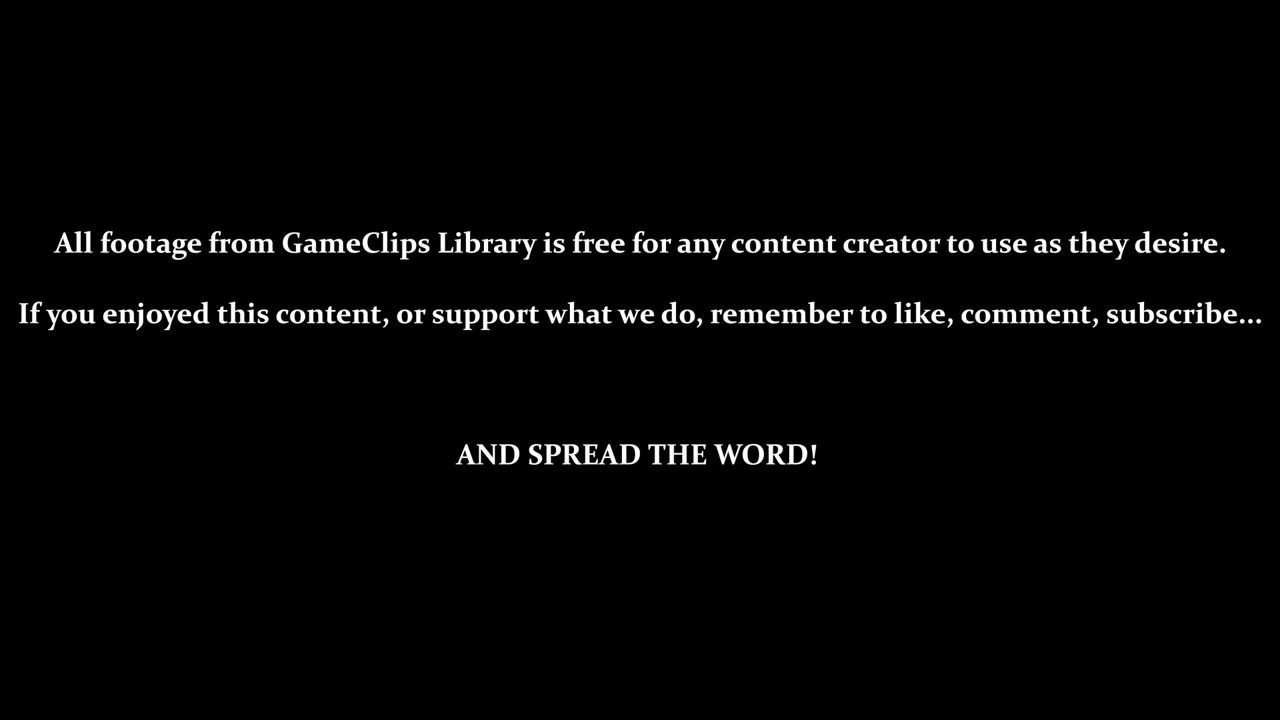 All footage from GameClips Library is free for any content creator to use as they desire.
If you enjoyed this content, or support what we do, remember to like, comment, subscribe...
AND SPREAD THE WORD!